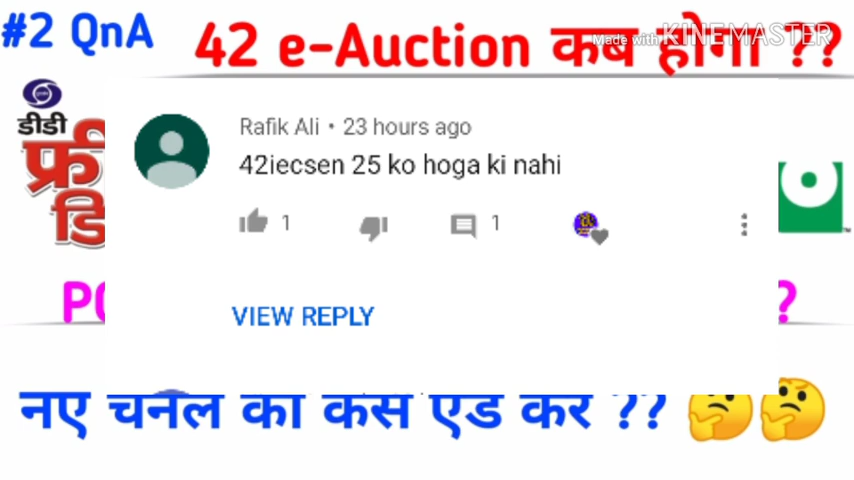 #2 QnA
42 e-Auction कब होगा ??
Made with KINEMASTER
डीडी
फ्री
डि
Rafik Ali • 23 hours ago
42iecsen 25 ko hoga ki nahi
1
1
VIEW REPLY
?
नए चैनल को कैसे एड करें ??